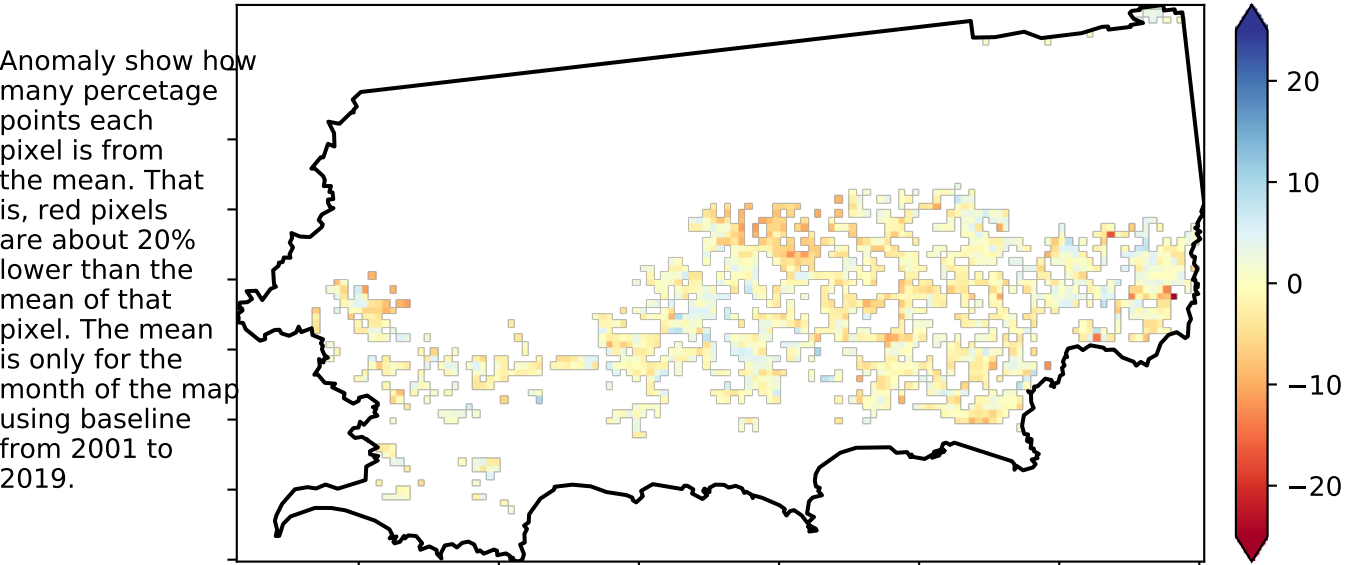 Anomaly show how
many percetage
points each
pixel is from
the mean. That
is, red pixels
are about 20%
lower than the
mean of that
pixel. The mean
is only for the
month of the map
using baseline
from 2001 to
2019.
20
10
0
−10
−20